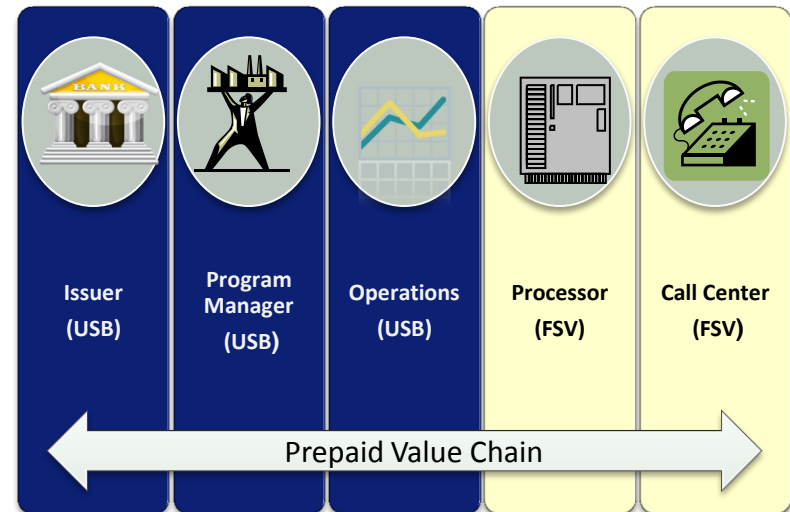 BANK
Issuer
(USB)
Program
Manager
(USB)
Operations
(USB)
Processor
(FSV)
Call Center
(FSV)
Prepaid Value Chain